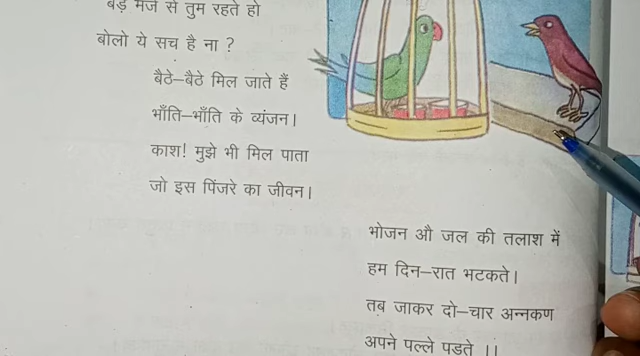 बड़े मजे से तुम रहते हो
बोलो ये सच है ना ?
बैठे–बैठे मिल जाते हैं
भाँति–भाँति के व्यंजन।
काश! मुझे भी मिल पाता
जो इस पिंजरे का जीवन।
भोजन औ जल की तलाश में
हम दिन–रात भटकते।
तब जाकर दो–चार अन्नकण
अपने पल्ले पड़ते ।।